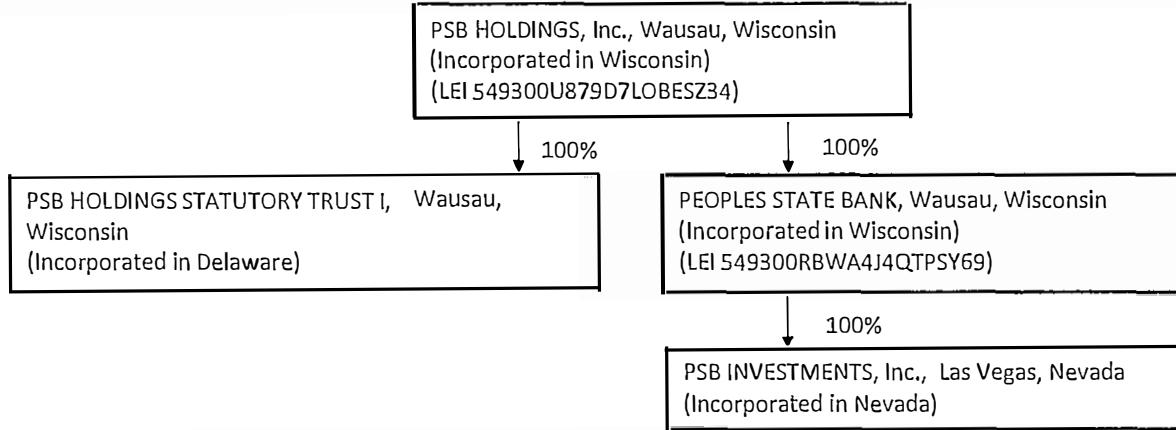 PSB HOLDINGS, Inc., Wausau, Wisconsin
(Incorporated in Wisconsin)
(LEI 549300U879D7LOBESZ34)
100%
100%
PSB HOLDINGS STATUTORY TRUST I, Wausau,
Wisconsin
(Incorporated in Delaware)
PEOPLES STATE BANK, Wausau, Wisconsin
(Incorporated in Wisconsin)
(LEI 549300RBWA4J4QTPSY69)
100%
PSB INVESTMENTS, Inc., Las Vegas, Nevada
(Incorporated in Nevada)